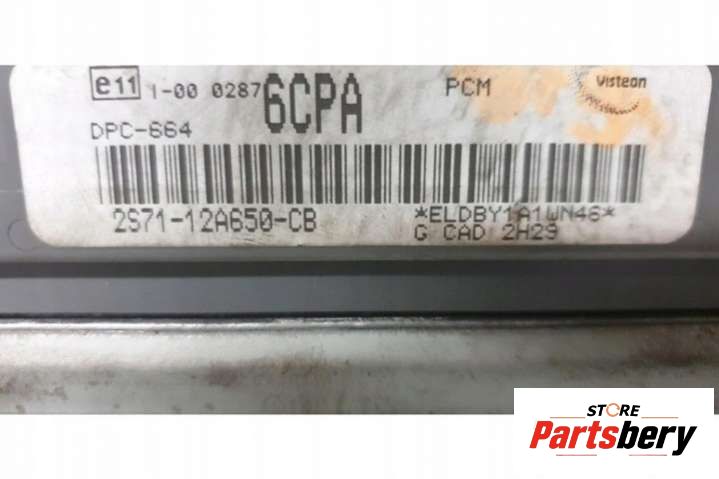 e11 1-00 0287 6CPA PCM Visteon
DPC-664
2S71-12A650-CB *ELDBY1A1WN46*
G CAD 2H29
STORE
Partsbery